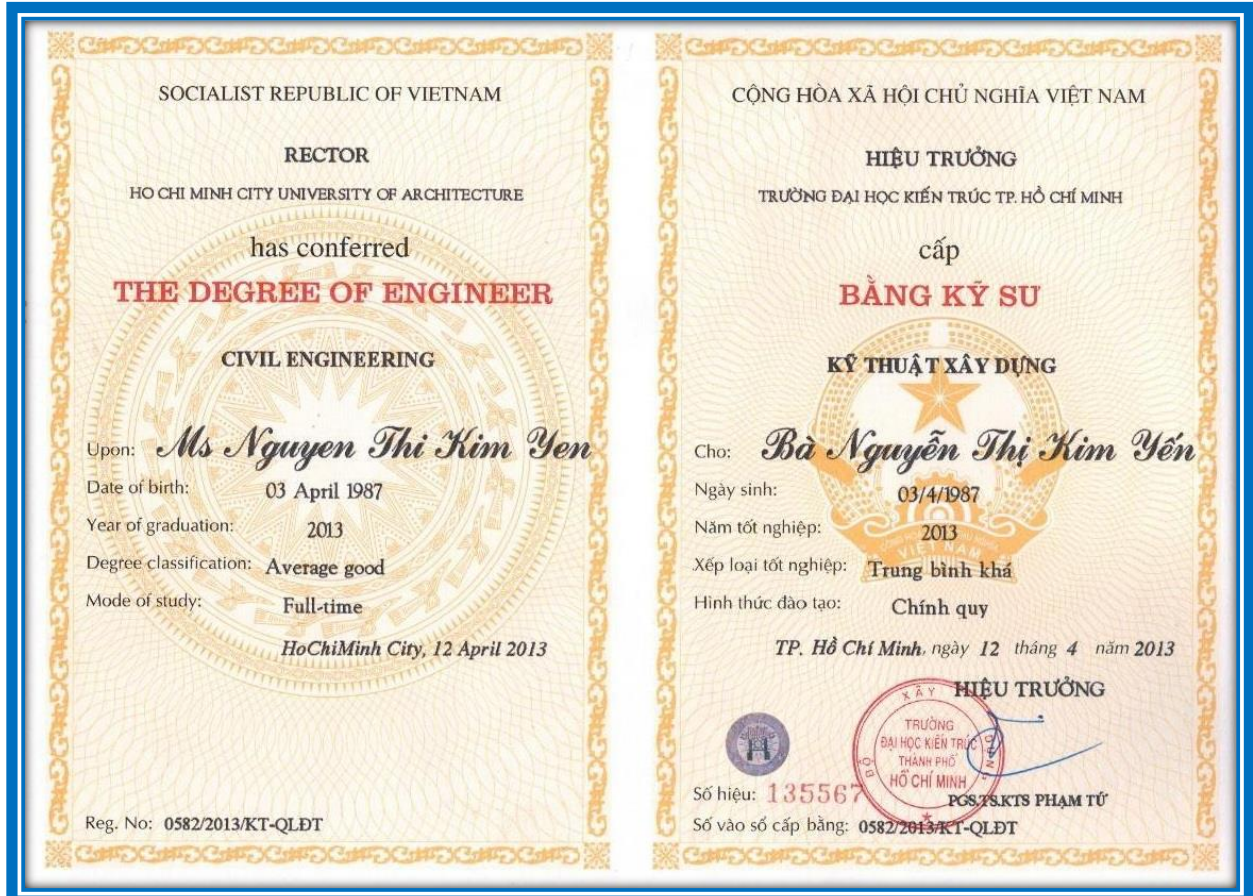 SOCIALIST REPUBLIC OF VIETNAM
RECTOR
HO CHI MINH CITY UNIVERSITY OF ARCHITECTURE
has conferred
THE DEGREE OF ENGINEER
CIVIL ENGINEERING
Upon: Ms Nguyen Thi Kim Yen
Date of birth: 03 April 1987
Year of graduation: 2013
Degree classification: Average good
Mode of study: Full-time
HoChiMinh City, 12 April 2013
Reg. No: 0582/2013/KT-QLĐT
CỘNG HÒA XÃ HỘI CHỦ NGHĨA VIỆT NAM
HIỆU TRƯỞNG
TRƯỜNG ĐẠI HỌC KIẾN TRÚC TP. HỒ CHÍ MINH
cấp
BẰNG KỸ SƯ
KỸ THUẬT XÂY DỰNG
Cho: Bà Nguyễn Thị Kim Yến
Ngày sinh: 03/4/1987
Năm tốt nghiệp: 2013
VIỆT NAM
Xếp loại tốt nghiệp: Trung bình khá
Hình thức đào tạo: Chính quy
TP. Hồ Chí Minh, ngày 12 tháng 4 năm 2013
HIỆU TRƯỞNG
BỘ XÂY DỰNG
TRƯỜNG
ĐẠI HỌC KIẾN TRÚC
THÀNH PHỐ
HỒ CHÍ MINH
Số hiệu: 135567
PGS.TS.KTS PHẠM TỨ
Số vào sổ cấp bằng: 0582/2013/KT-QLĐT